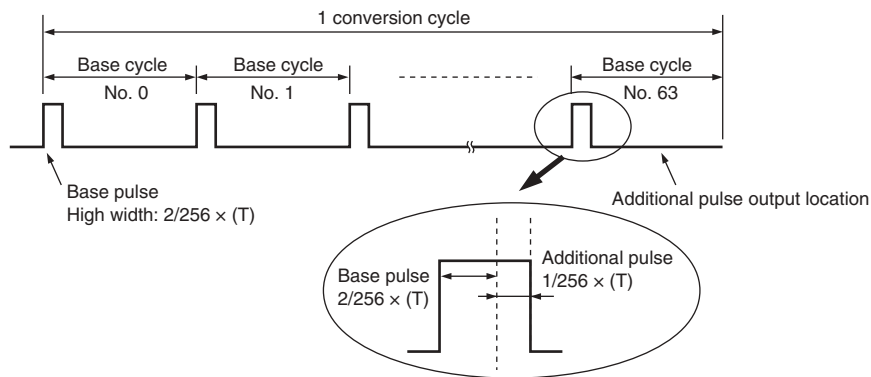 1 conversion cycle
Base cycle
No. 0
Base cycle
No. 1
Base cycle
No. 63
Base pulse
High width: 2/256 × (T)
Additional pulse output location
Base pulse
2/256 × (T)
Additional pulse
1/256 × (T)